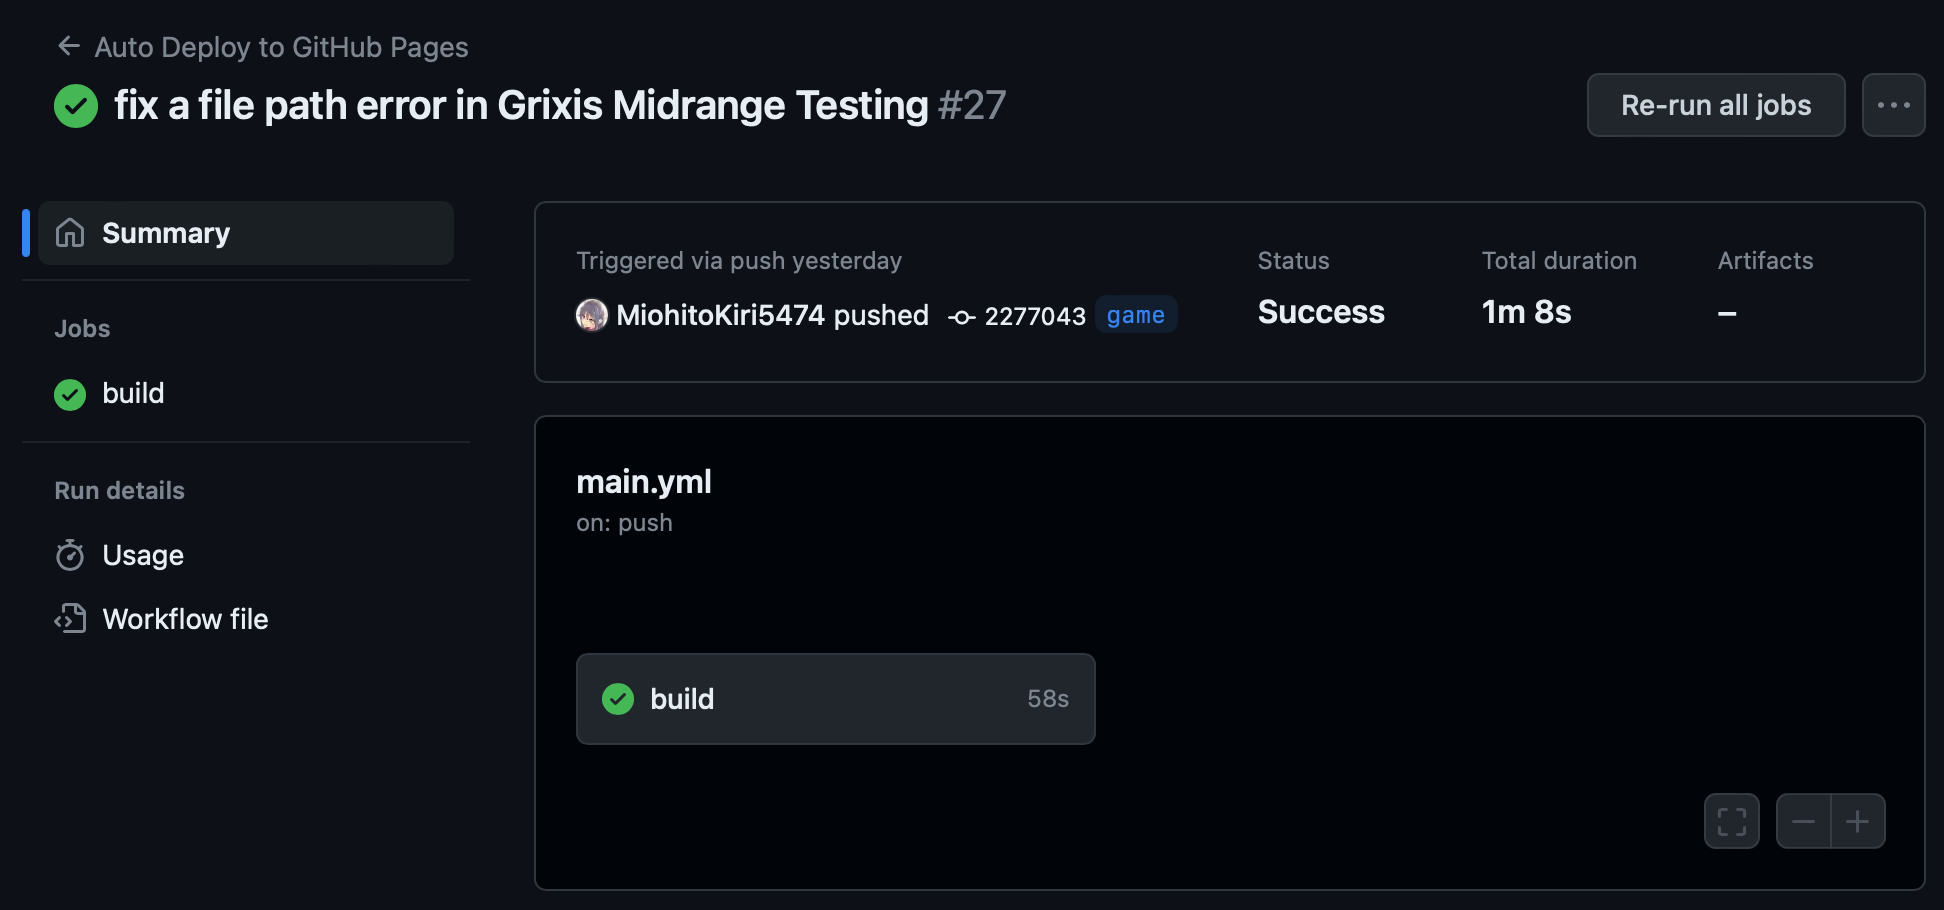 Auto Deploy to GitHub Pages
fix a file path error in Grixis Midrange Testing #27
Re-run all jobs
Summary
Jobs
build
Run details
Usage
Workflow file
Triggered via push yesterday
MiohitoKiri5474 pushed 2277043 game
Status
Success
Total duration
1m 8s
Artifacts
–
main.yml
on: push
build 58s